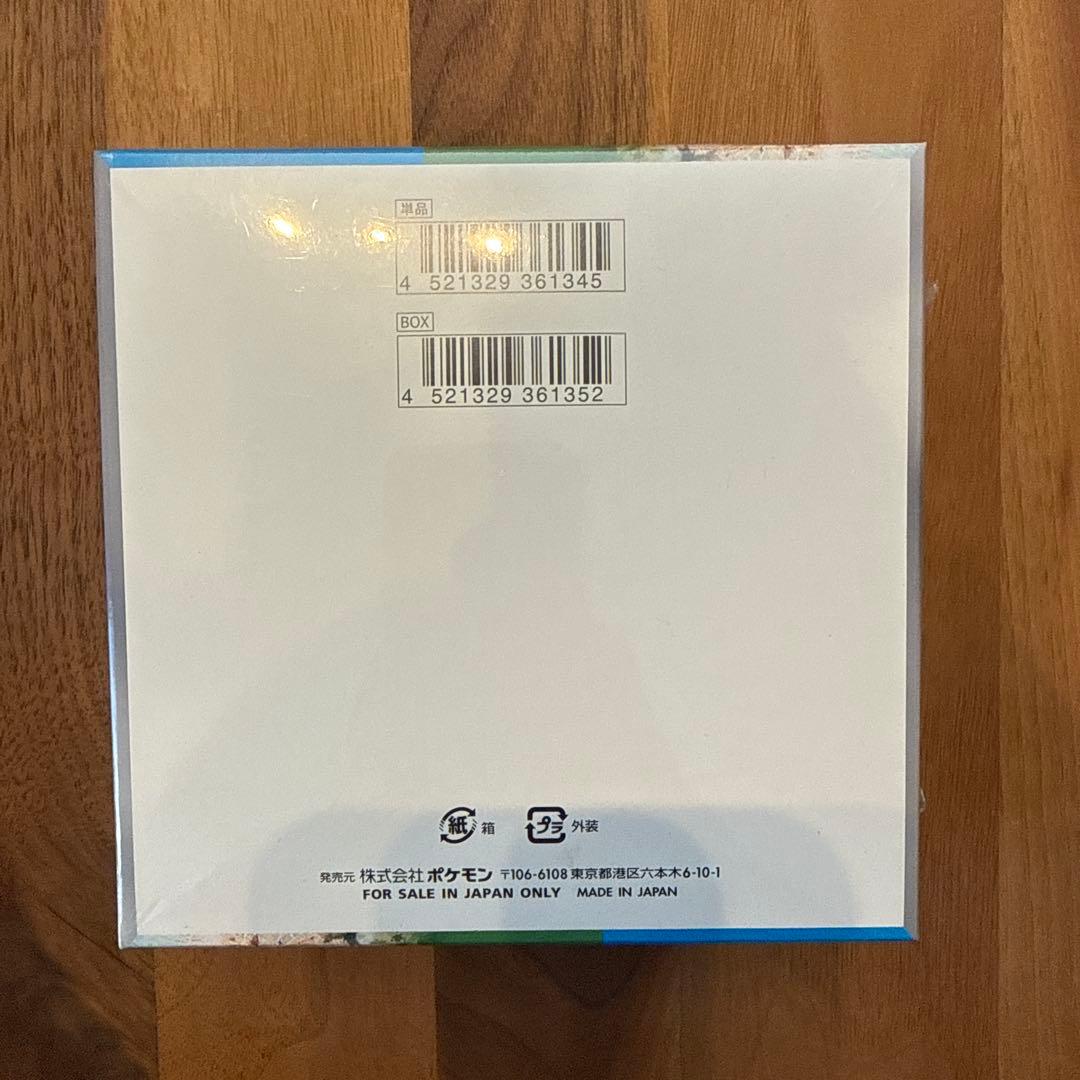 単品
4 521329 361345
BOX
4 521329 361352
紙 箱 プラ 外装
発売元 株式会社 ポケモン 〒106-6108 東京都港区六本木6-10-1
FOR SALE IN JAPAN ONLY MADE IN JAPAN